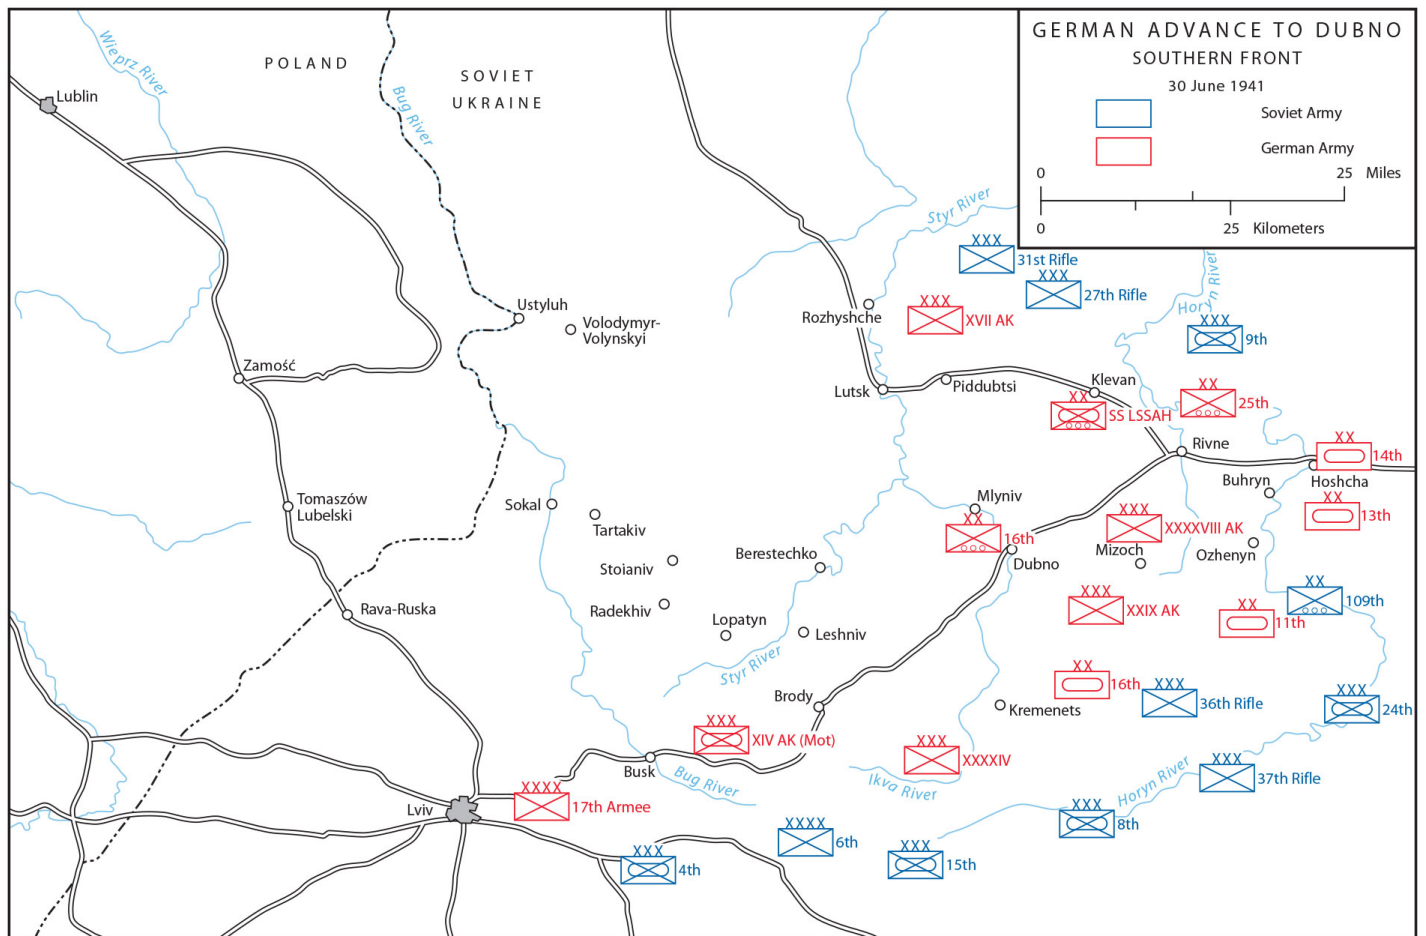 GERMAN ADVANCE TO DUBNO
SOUTHERN FRONT
30 June 1941
Soviet Army
German Army
0 25 Miles
0 25 Kilometers
POLAND
SOVIET
UKRAINE
Wieprz River
Bug River
Lublin
Styr River
XXX
31st Rifle
XXX
27th Rifle
Horyn River
XXX
9th
Ustyluh
Volodymyr-
Volynskyi
Rozhyshche
XXX
XVII AK
Zamość
Lutsk
Piddubtsi
Klevan
XX
SS LSSAH
XX
25th
Rivne
XX
14th
Buhryn
Hoshcha
XX
13th
Tomaszów
Lubelski
Sokal
Tartakiv
Mlyniv
XX
16th
Dubno
XXX
XXXXVIII AK
Mizoch
Ozhenyn
Stoianiv
Berestechko
Radekhiv
Lopatyn
Leshniv
Rava-Ruska
XXX
XXIX AK
XX
11th
XX
109th
Styr River
XX
16th
Brody
Kremenets
XXX
36th Rifle
XXX
24th
XXX
XIV AK (Mot)
XXX
XXXXIV
Busk
Bug River
Ikva River
Horyn River
XXX
37th Rifle
Lviv
XXXX
17th Armee
XXX
8th
XXXX
6th
XXX
4th
XXX
15th